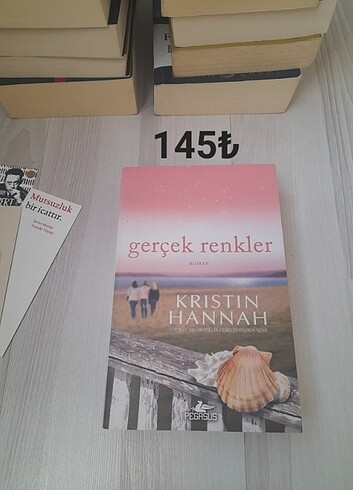 145₺
Mutsuzluk
bir icattır.
gerçek renkler
ROMAN
KRISTIN
HANNAH
PEGASUS